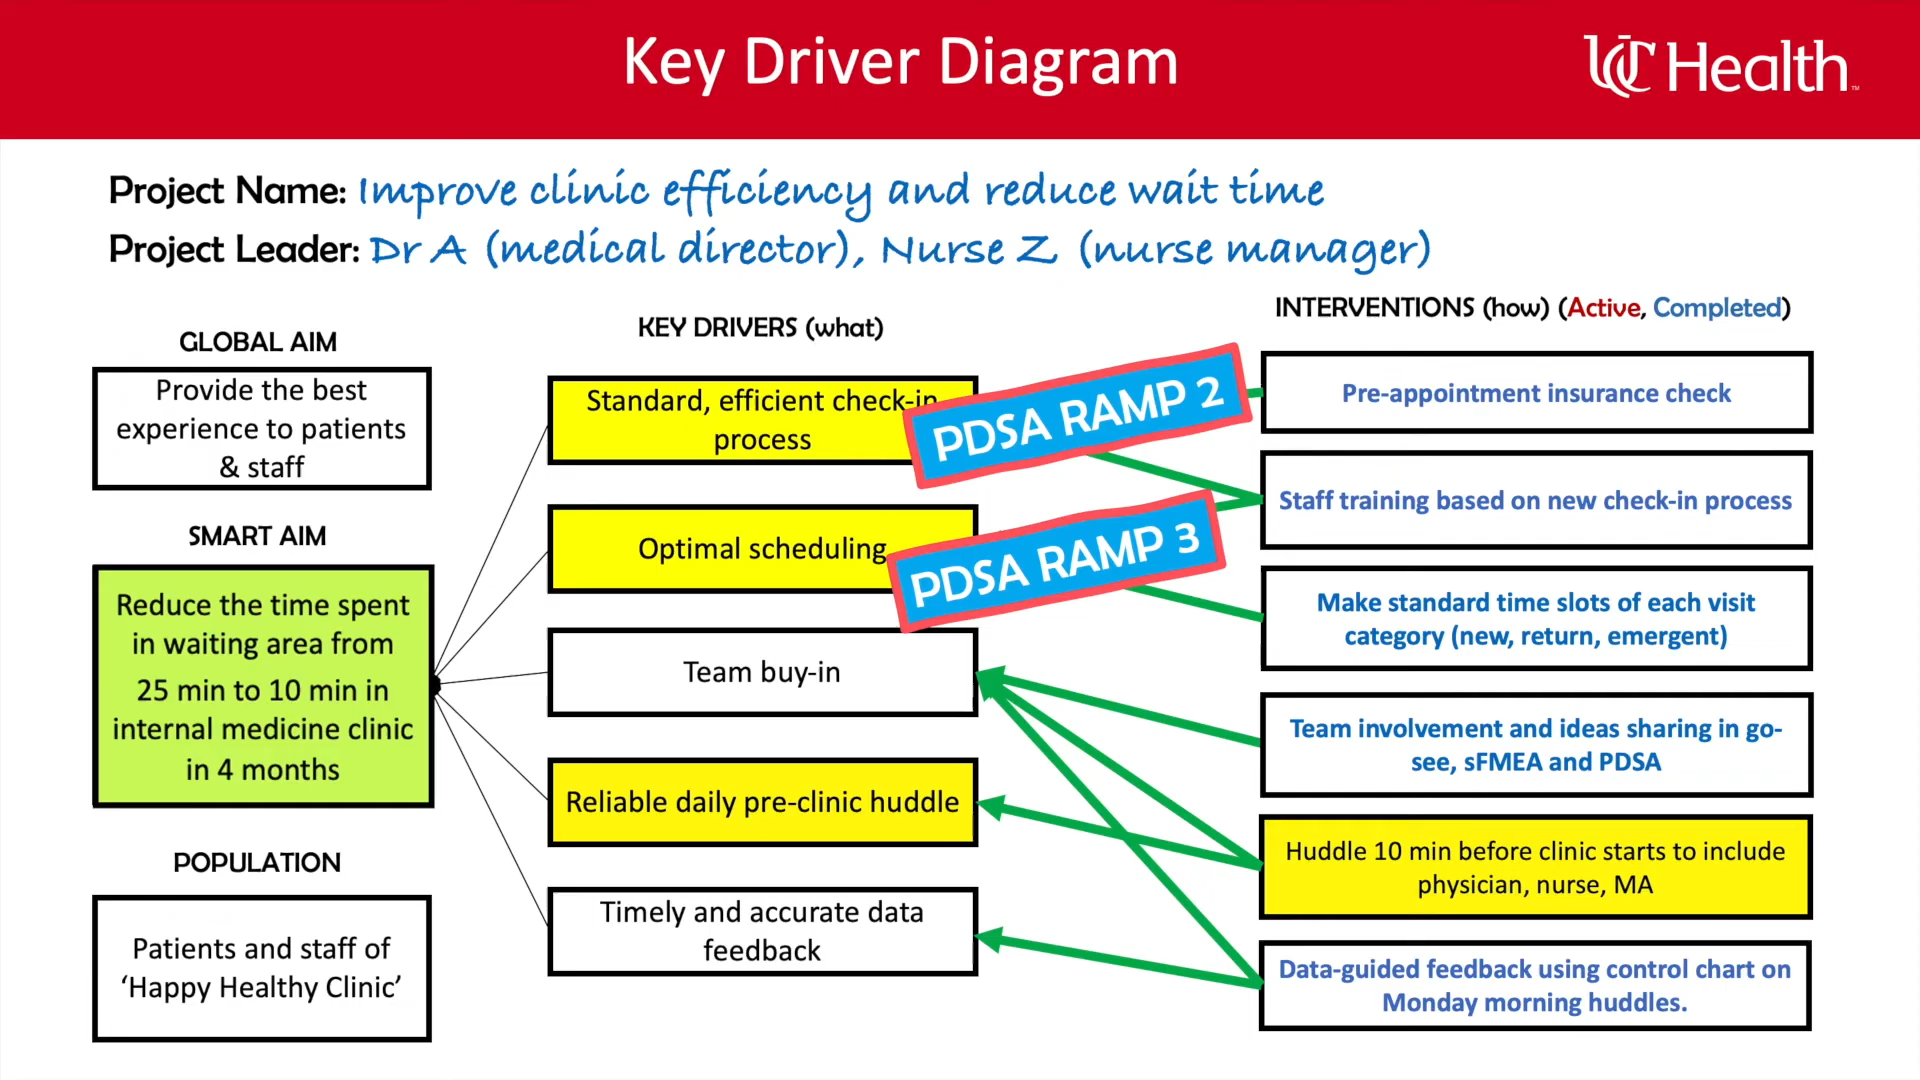 Key Driver Diagram
UC Health™
Project Name: Improve clinic efficiency and reduce wait time
Project Leader: Dr A (medical director), Nurse Z (nurse manager)
GLOBAL AIM
Provide the best
experience to patients
& staff
SMART AIM
Reduce the time spent
in waiting area from
25 min to 10 min in
internal medicine clinic
in 4 months
POPULATION
Patients and staff of
‘Happy Healthy Clinic’
KEY DRIVERS (what)
Standard, efficient check-in
process
Optimal scheduling
Team buy-in
Reliable daily pre-clinic huddle
Timely and accurate data
feedback
PDSA RAMP 2
PDSA RAMP 3
INTERVENTIONS (how) (Active, Completed)
Pre-appointment insurance check
Staff training based on new check-in process
Make standard time slots of each visit
category (new, return, emergent)
Team involvement and ideas sharing in go-
see, sFMEA and PDSA
Huddle 10 min before clinic starts to include
physician, nurse, MA
Data-guided feedback using control chart on
Monday morning huddles.